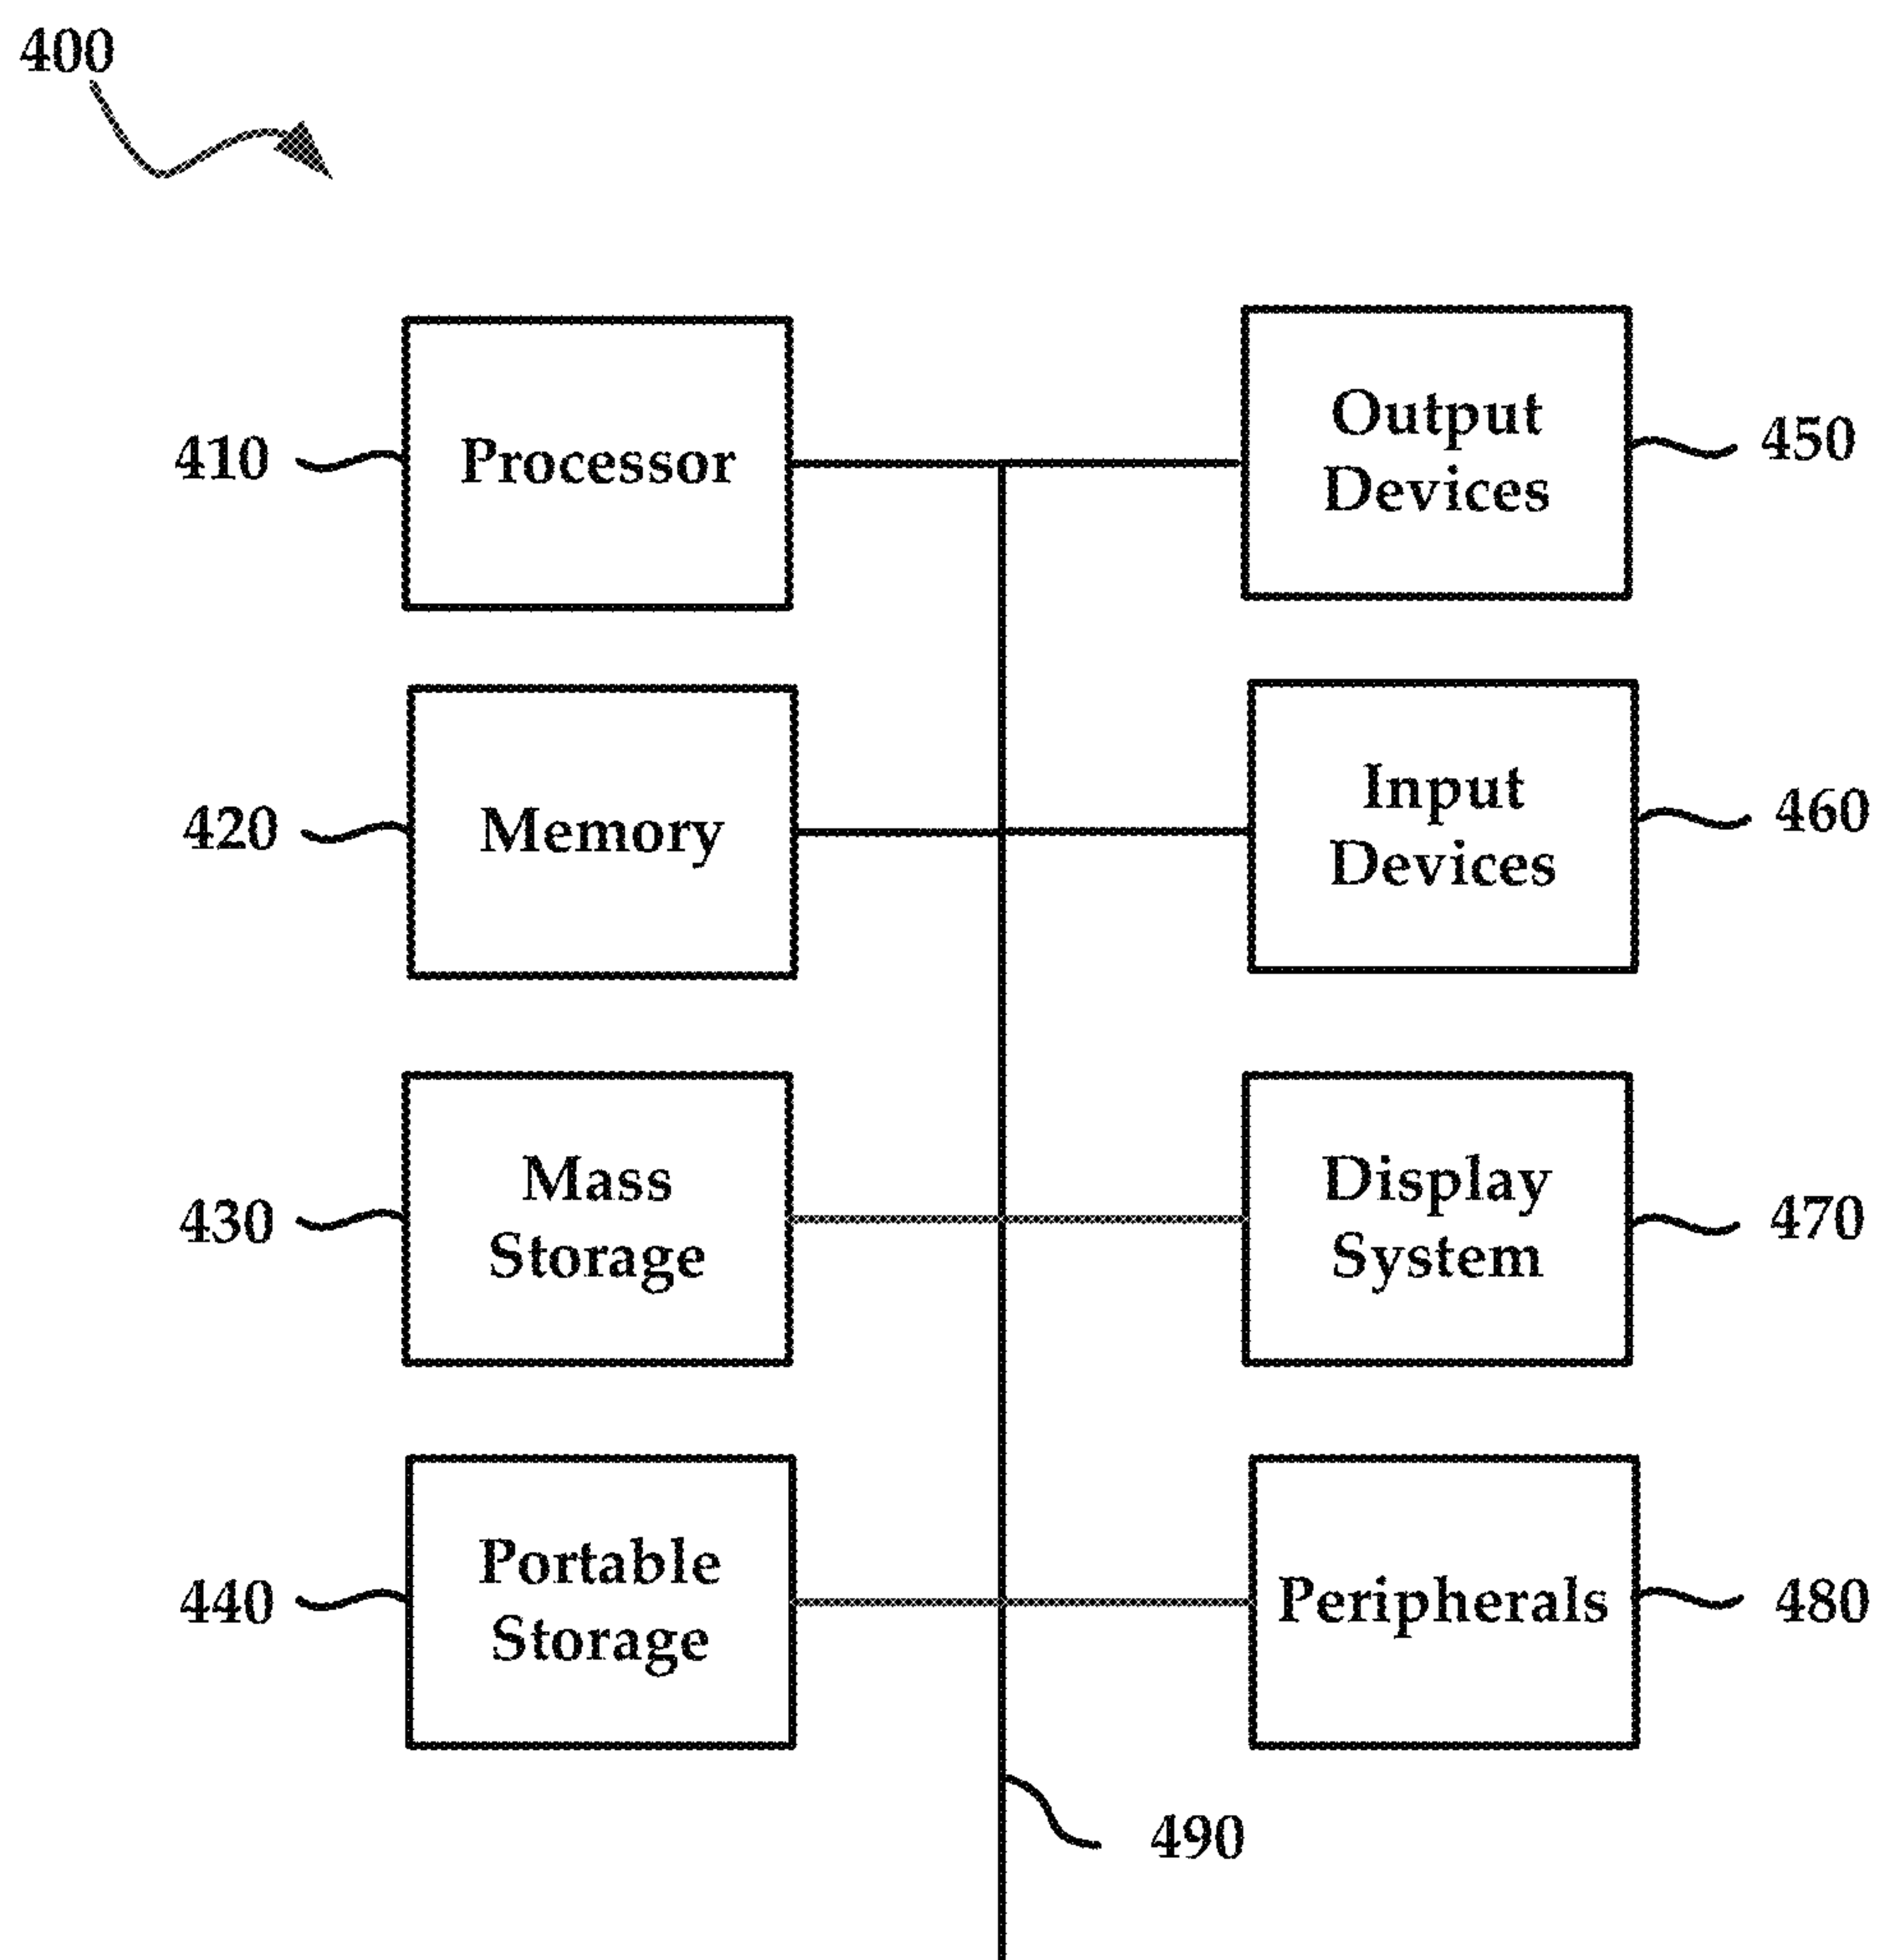 400
410
Processor
Output
Devices
450
420
Memory
Input
Devices
460
430
Mass
Storage
Display
System
470
440
Portable
Storage
Peripherals
480
490